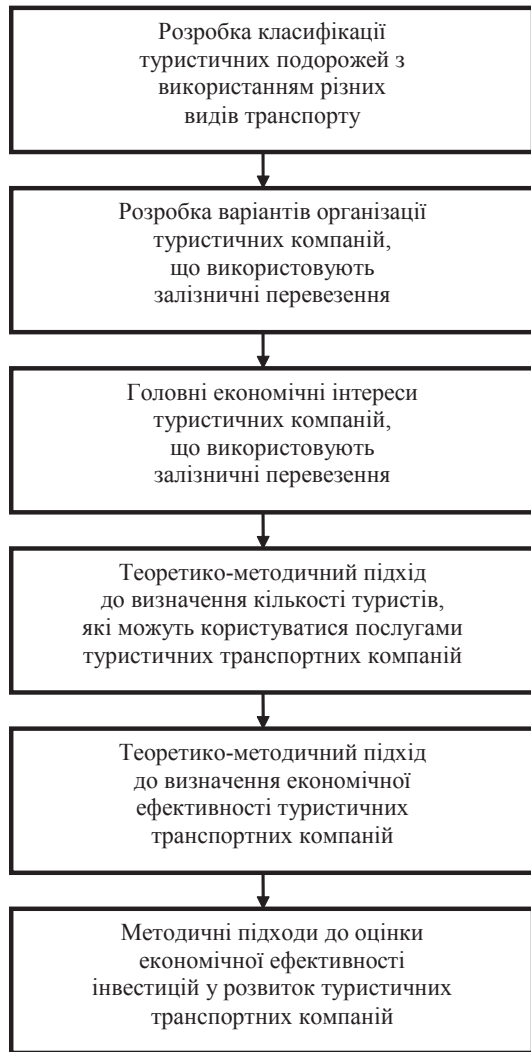 Розробка класифікації
туристичних подорожей з
використанням різних
видів транспорту
Розробка варіантів організації
туристичних компаній,
що використовують
залізничні перевезення
Головні економічні інтереси
туристичних компаній,
що використовують
залізничні перевезення
Теоретико-методичний підхід
до визначення кількості туристів,
які можуть користуватися послугами
туристичних транспортних компаній
Теоретико-методичний підхід
до визначення економічної
ефективності туристичних
транспортних компаній
Методичні підходи до оцінки
економічної ефективності
інвестицій у розвиток туристичних
транспортних компаній